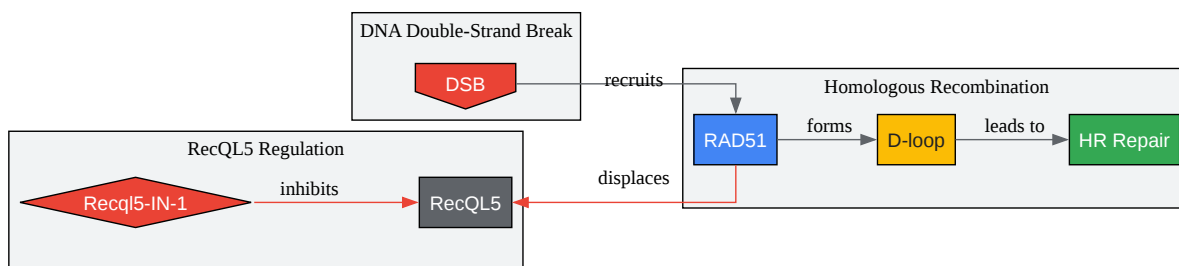 DNA Double-Strand Break
DSB
recruits
Homologous Recombination
RAD51
forms
D-loop
leads to
HR Repair
RecQL5 Regulation
Recql5-IN-1
inhibits
RecQL5
displaces